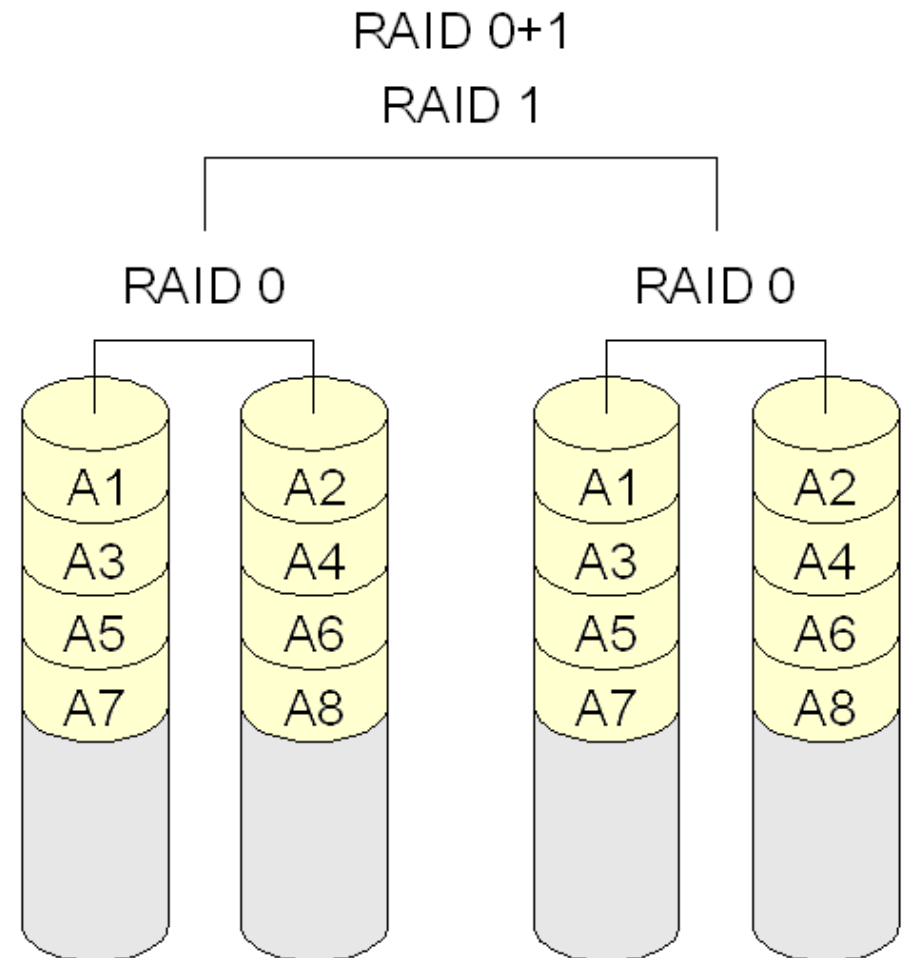 RAID 0+1
RAID 1
RAID 0 RAID 0
A1 A2 A1 A2
A3 A4 A3 A4
A5 A6 A5 A6
A7 A8 A7 A8